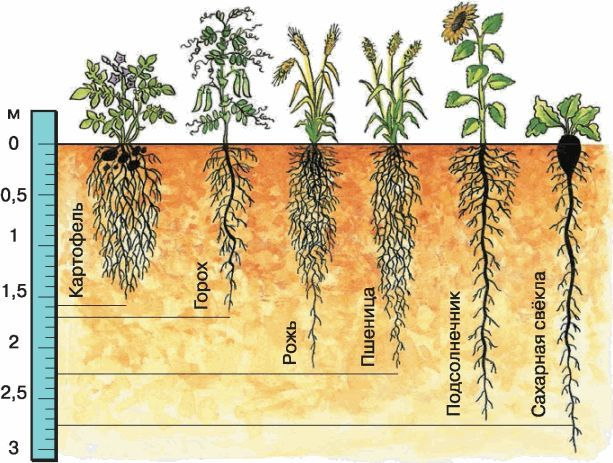 м
0
0,5
1
1,5
2
2,5
3
Картофель
Горох
Рожь
Пшеница
Подсолнечник
Сахарная свёкла